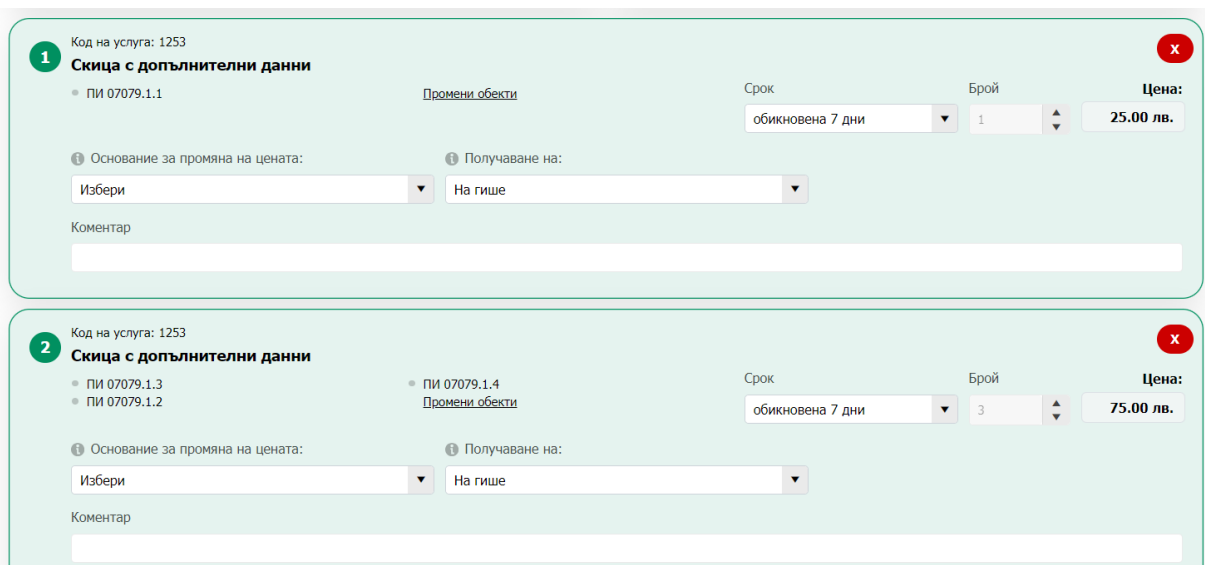 1
Код на услуга: 1253
X
Скица с допълнителни данни
ПИ 07079.1.1
Промени обекти
Срок
Брой
Цена:
обикновена 7 дни
1
25.00 лв.
Основание за промяна на цената:
Получаване на:
Избери
На гише
Коментар
2
Код на услуга: 1253
X
Скица с допълнителни данни
ПИ 07079.1.3
ПИ 07079.1.4
ПИ 07079.1.2
Промени обекти
Срок
Брой
Цена:
обикновена 7 дни
3
75.00 лв.
Основание за промяна на цената:
Получаване на:
Избери
На гише
Коментар